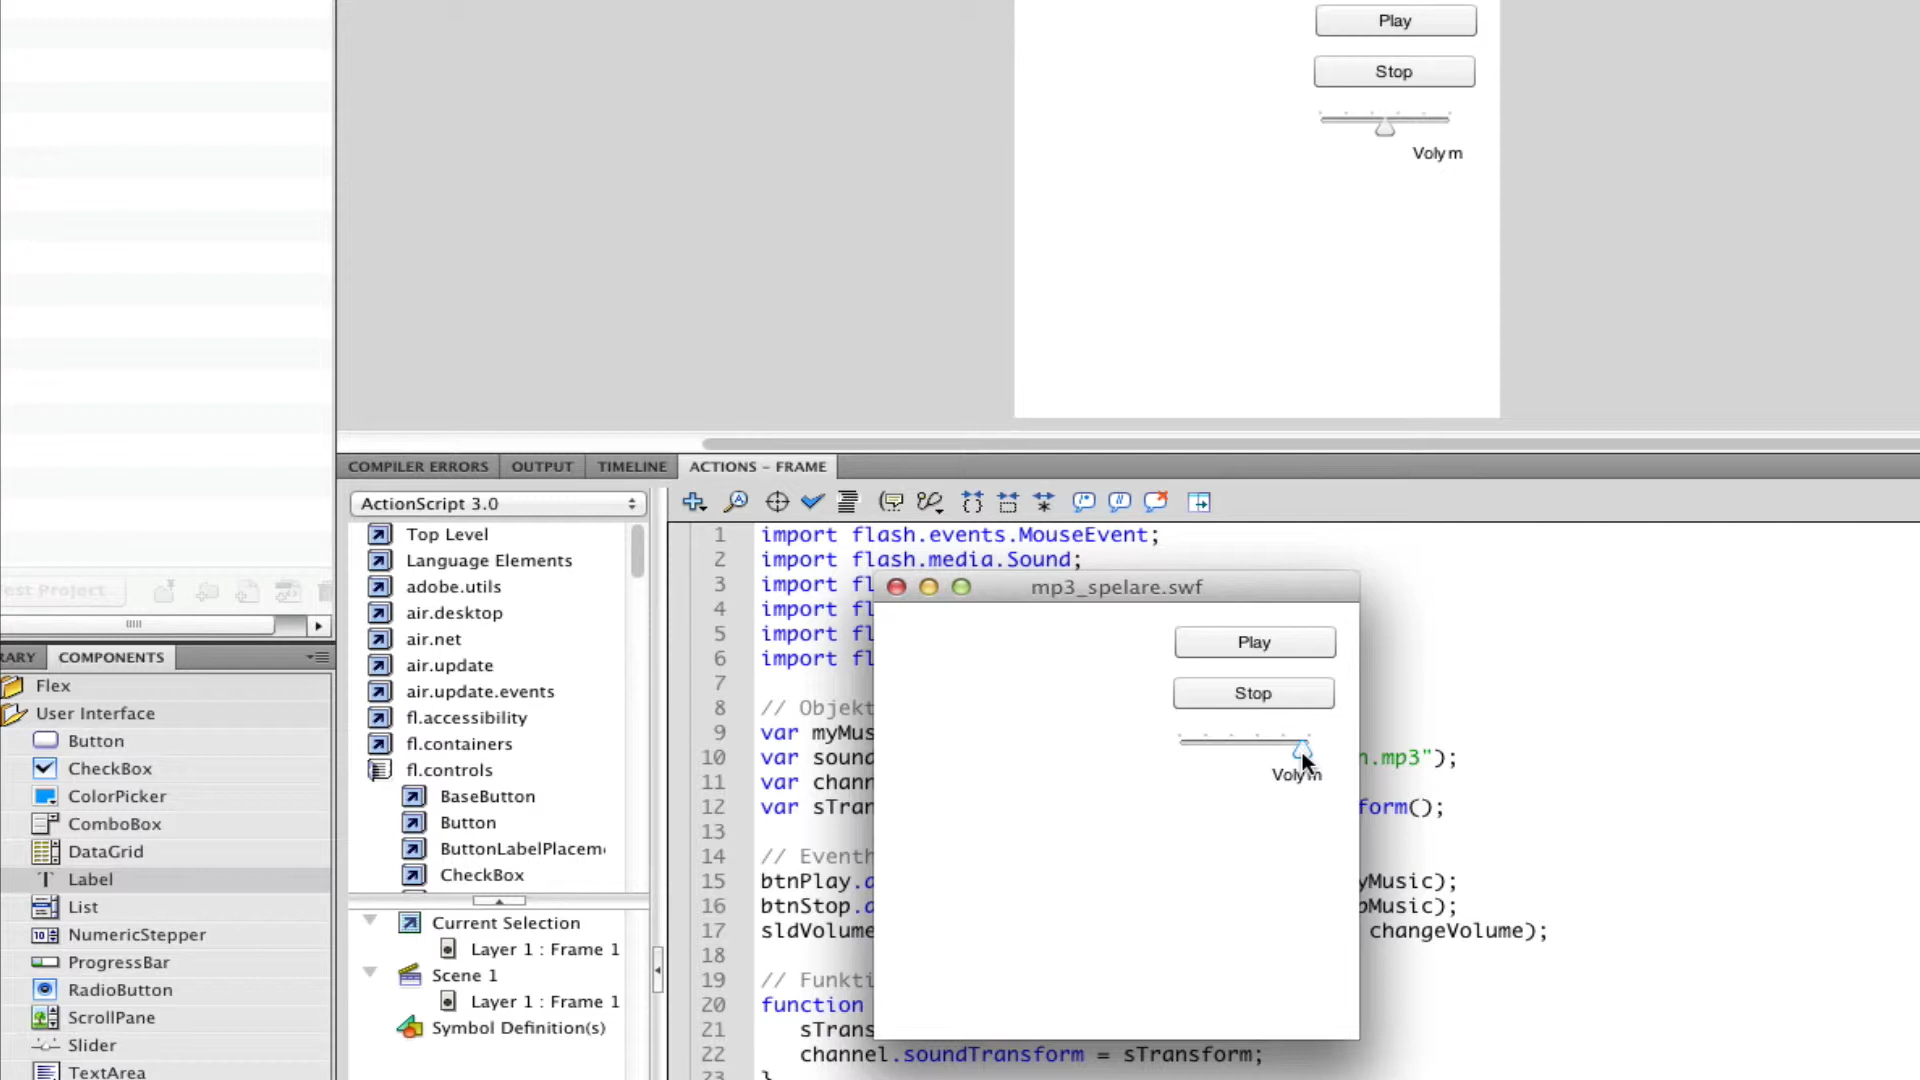 Play
Stop
Volym
COMPILER ERRORS OUTPUT TIMELINE ACTIONS – FRAME
ActionScript 3.0
Top Level
Language Elements
adobe.utils
air.desktop
air.net
air.update
air.update.events
fl.accessibility
fl.containers
fl.controls
BaseButton
Button
ButtonLabelPlacem
CheckBox
Current Selection
Layer 1 : Frame 1
Scene 1
Layer 1 : Frame 1
Symbol Definition(s)
est Project
RARY COMPONENTS
Flex
User Interface
Button
CheckBox
ColorPicker
ComboBox
DataGrid
Label
List
NumericStepper
ProgressBar
RadioButton
ScrollPane
Slider
TextArea
1 import flash.events.MouseEvent;
2 import flash.media.Sound;
3 import fl
4 import fl
5 import fl
6 import fl
7
8 // Objekt
9 var myMus
10 var sound n.mp3");
11 var chann
12 var sTran form();
13
14 // Eventh
15 btnPlay.a yMusic);
16 btnStop.a pMusic);
17 sldVolume changeVolume);
18
19 // Funkti
20 function
21 sTrans
22 channel.soundTransform = sTransform;
23 }
mp3_spelare.swf
Play
Stop
Volym